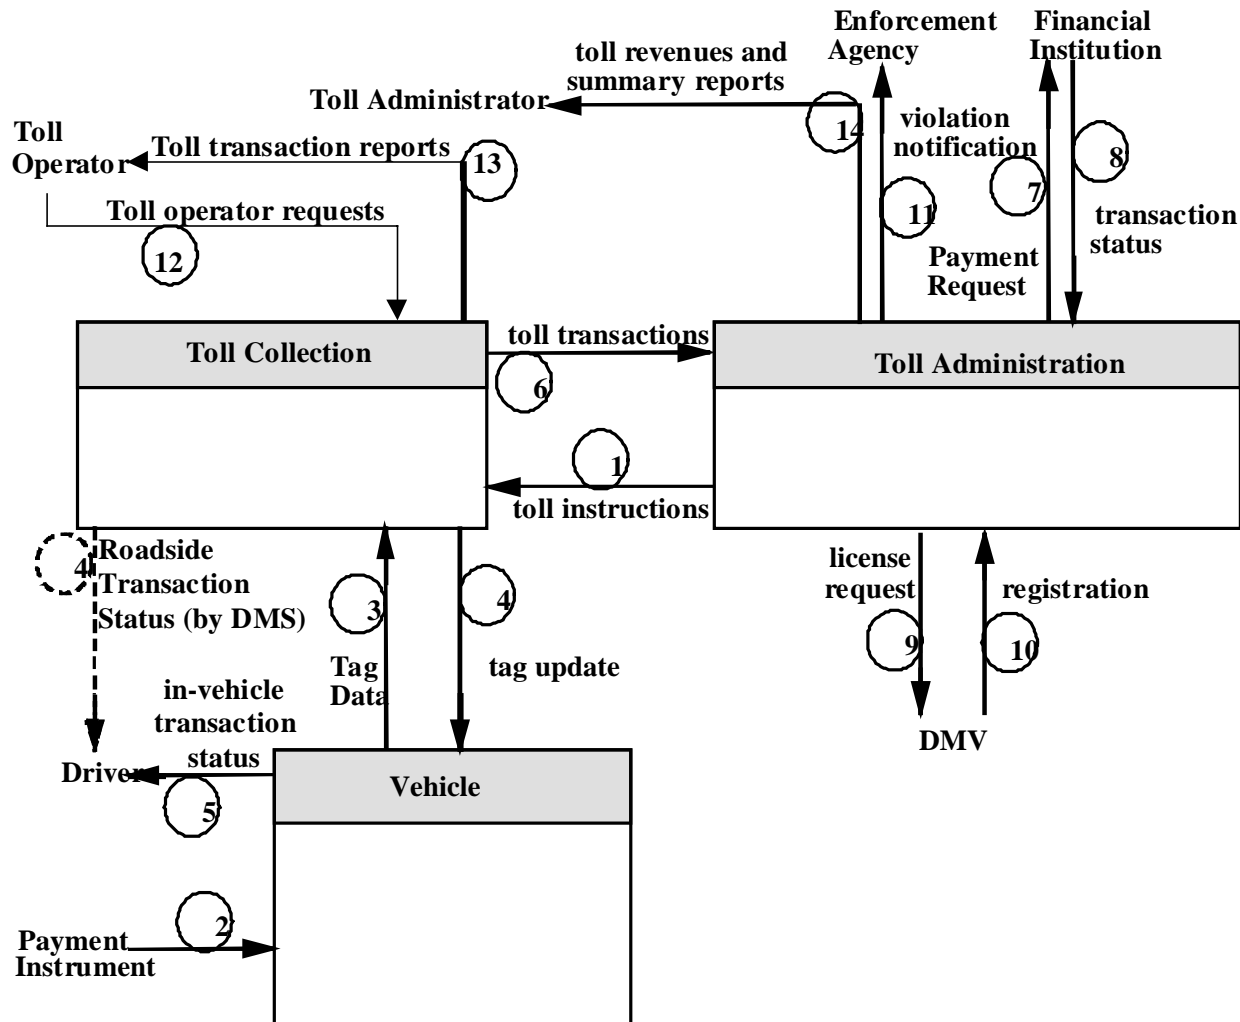 Enforcement
Agency
Financial
Institution
toll revenues and
summary reports
Toll Administrator
14
violation
notification
Toll
Operator
Toll transaction reports
13
7
8
Toll operator requests
11
transaction
status
12
Payment
Request
Toll Collection
toll transactions
Toll Administration
6
1
toll instructions
4
Roadside
Transaction
Status (by DMS)
3
4
license
request
registration
9
10
Tag
Data
tag update
in-vehicle
transaction
status
DMV
Driver
Vehicle
5
2
Payment
Instrument